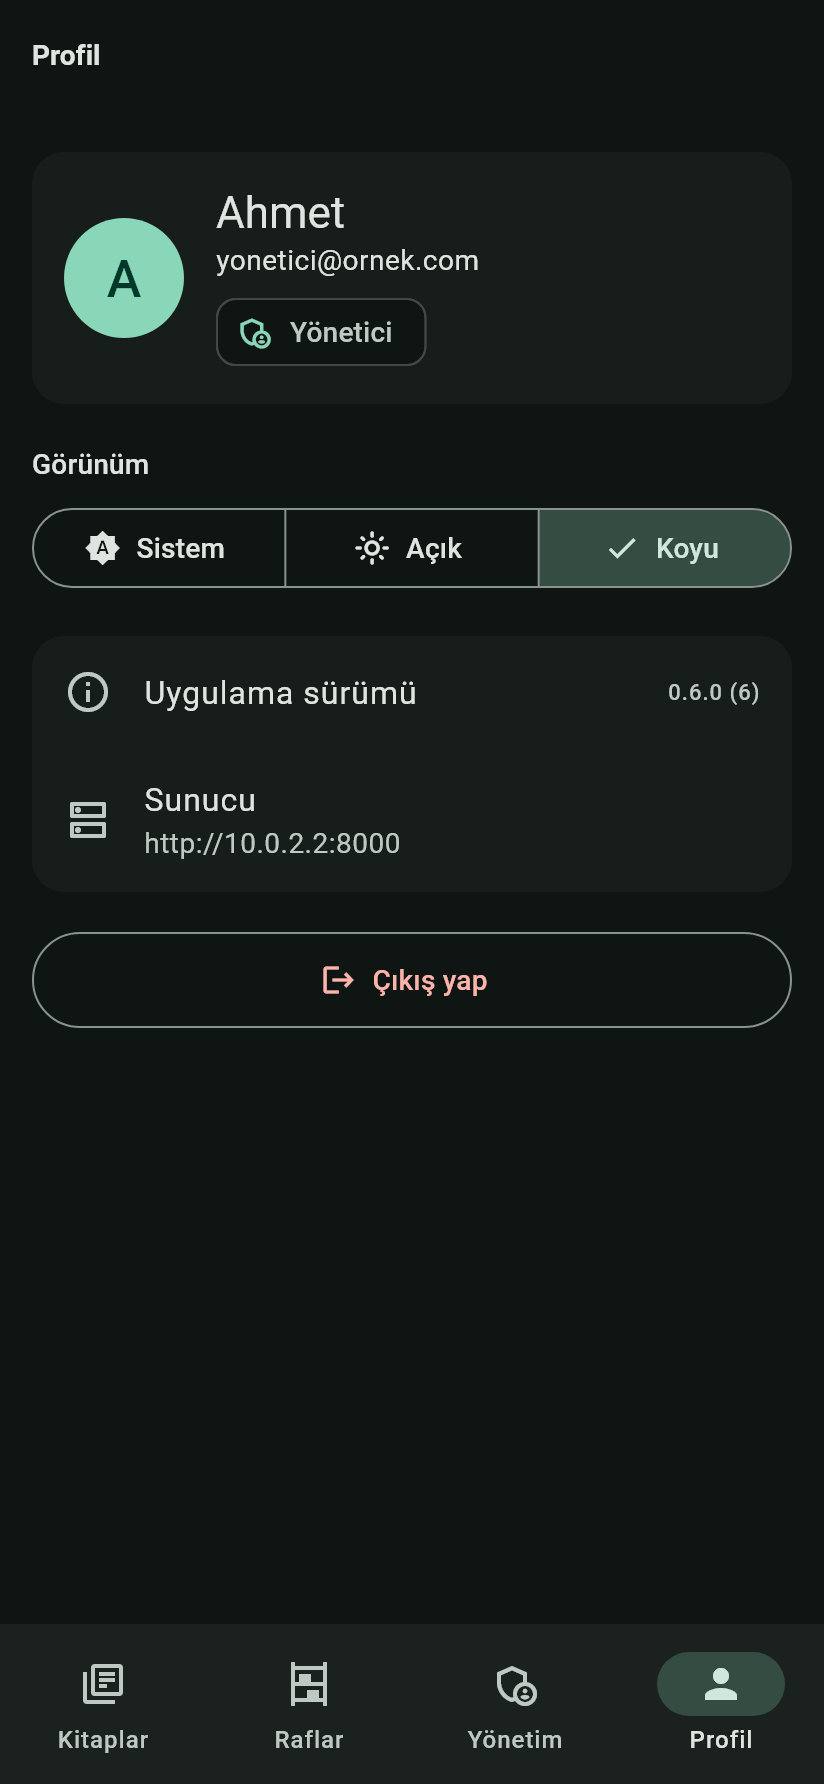 Profil
A
Ahmet
yonetici@ornek.com
Yönetici
Görünüm
A Sistem Açık Koyu
Uygulama sürümü 0.6.0 (6)
Sunucu
http://10.0.2.2:8000
Çıkış yap
Kitaplar Raflar Yönetim Profil